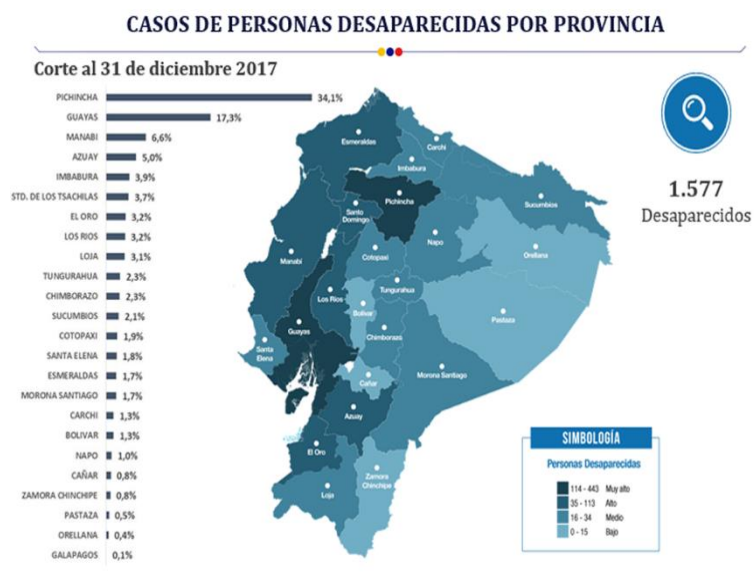 CASOS DE PERSONAS DESAPARECIDAS POR PROVINCIA
Corte al 31 de diciembre 2017
PICHINCHA 34,1%
GUAYAS 17,3%
MANABI 6,6%
AZUAY 5,0%
IMBABURA 3,9%
STD. DE LOS TSACHILAS 3,7%
EL ORO 3,2%
LOS RIOS 3,2%
LOJA 3,1%
TUNGURAHUA 2,3%
CHIMBORAZO 2,3%
SUCUMBIOS 2,1%
COTOPAXI 1,9%
SANTA ELENA 1,8%
ESMERALDAS 1,7%
MORONA SANTIAGO 1,7%
CARCHI 1,3%
BOLIVAR 1,3%
NAPO 1,0%
CAÑAR 0,8%
ZAMORA CHINCHIPE 0,8%
PASTAZA 0,5%
ORELLANA 0,4%
GALAPAGOS 0,1%
Esmeraldas
Carchi
Imbabura
Pichincha
Sucumbíos
Santo
Domingo
Napo
Orellana
Manabí
Cotopaxi
Tungurahua
Los Ríos
Bolívar
Pastaza
Guayas
Chimborazo
Santa
Elena
Morona Santiago
Cañar
Azuay
El Oro
Zamora
Chinchipe
Loja
1.577
Desaparecidos
SIMBOLOGÍA
Personas Desaparecidas
114 - 443 Muy alto
35 - 113 Alto
16 - 34 Medio
0 - 15 Bajo